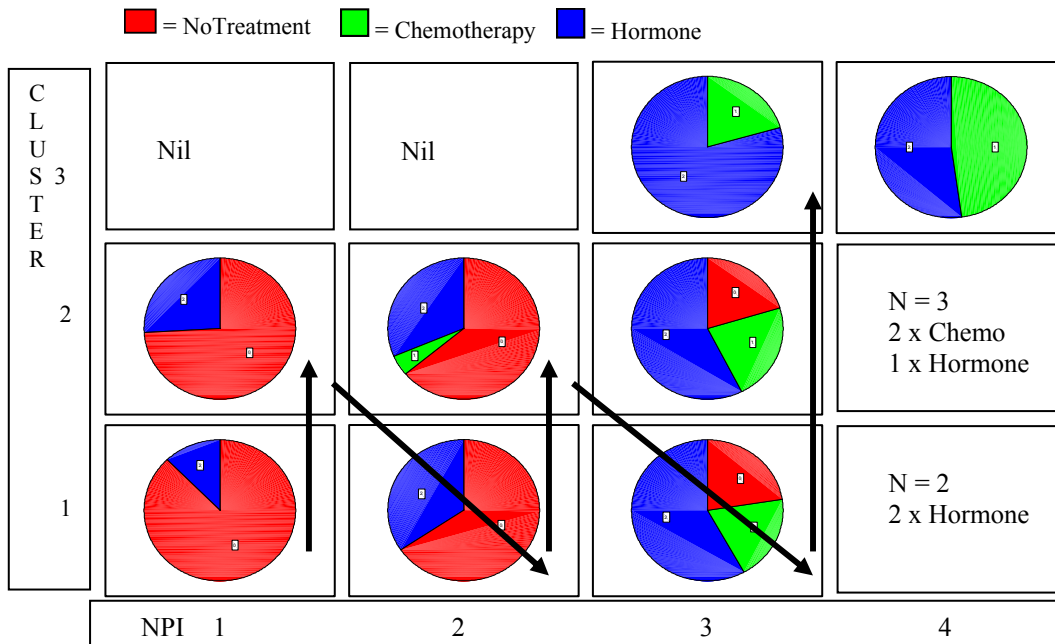 = NoTreatment
= Chemotherapy
= Hormone
C
L
U
S 3
T
E
R
Nil
Nil
2
N = 3
2 x Chemo
1 x Hormone
1
N = 2
2 x Hormone
NPI 1 2 3 4